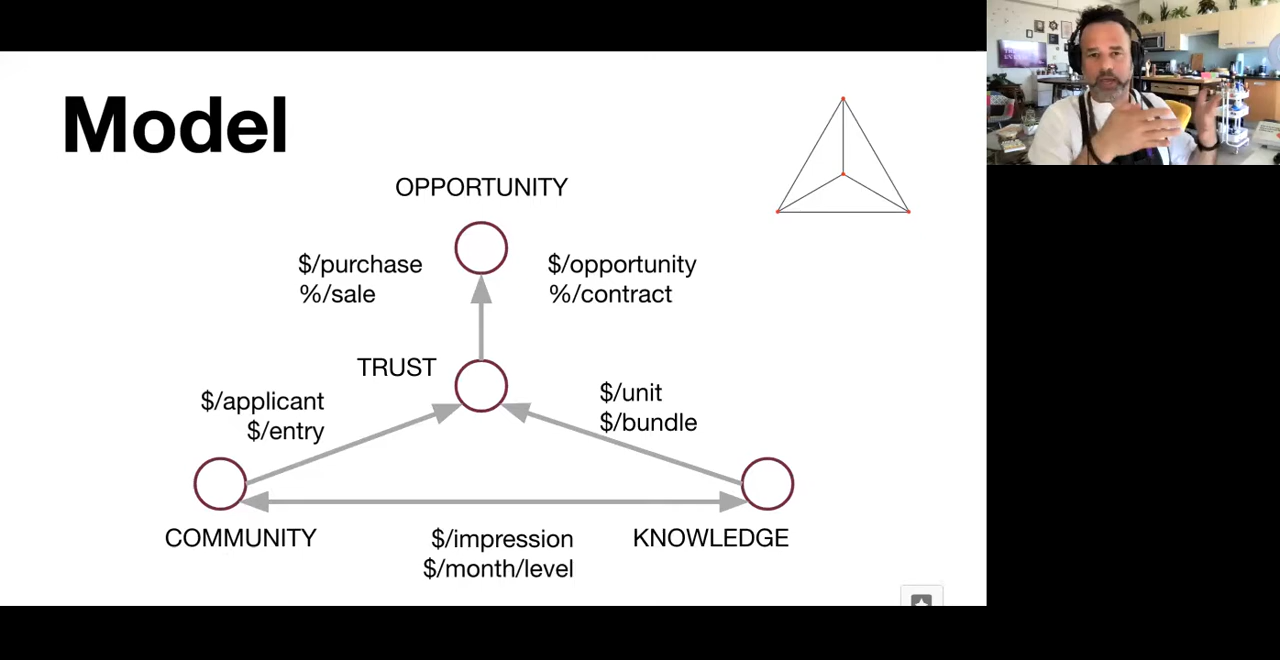 Model
OPPORTUNITY
$/purchase
%/sale
$/opportunity
%/contract
TRUST
$/applicant
$/entry
$/unit
$/bundle
COMMUNITY
$/impression
$/month/level
KNOWLEDGE